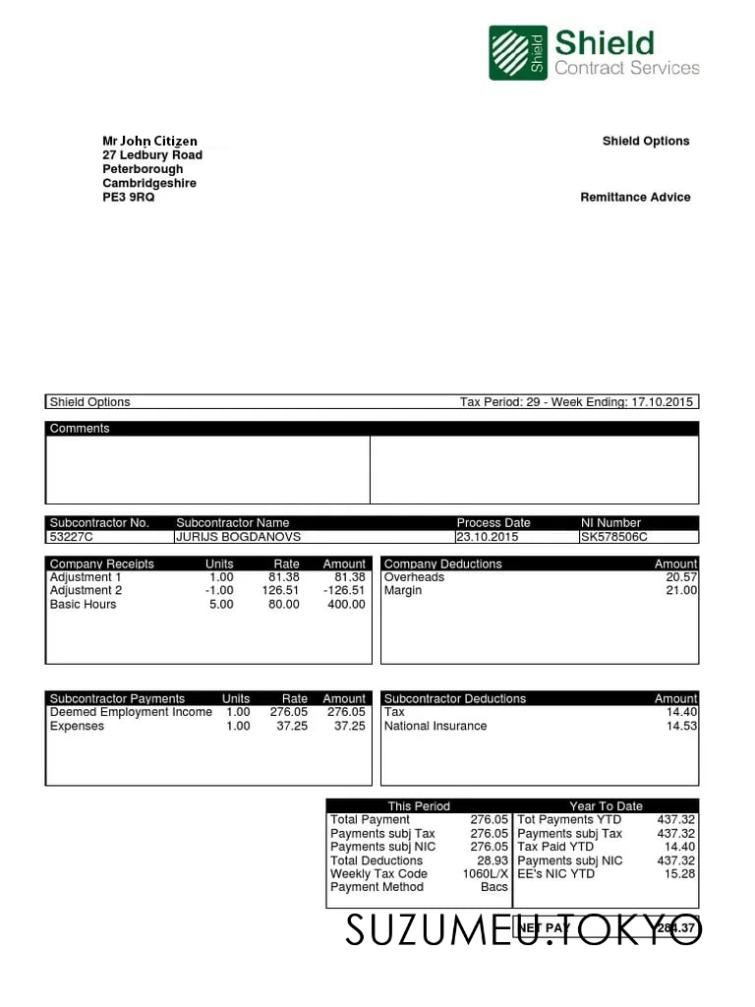 Shield
Shield
Contract Services
Mr John Citizen
27 Ledbury Road
Peterborough
Cambridgeshire
PE3 9RQ
Shield Options
Remittance Advice
Shield Options Tax Period: 29 - Week Ending: 17.10.2015
Comments
Subcontractor No. Subcontractor Name Process Date NI Number
53227C JURIJS BOGDANOVS 23.10.2015 SK578506C
Company Receipts Units Rate Amount
Adjustment 1 1.00 81.38 81.38
Adjustment 2 -1.00 126.51 -126.51
Basic Hours 5.00 80.00 400.00
Company Deductions Amount
Overheads 20.57
Margin 21.00
Subcontractor Payments Units Rate Amount
Deemed Employment Income 1.00 276.05 276.05
Expenses 1.00 37.25 37.25
Subcontractor Deductions Amount
Tax 14.40
National Insurance 14.53
This Period
Total Payment 276.05
Payments subj Tax 276.05
Payments subj NIC 276.05
Total Deductions 28.93
Weekly Tax Code 1060L/X
Payment Method Bacs
Year To Date
Tot Payments YTD 437.32
Payments subj Tax 437.32
Tax Paid YTD 14.40
Payments subj NIC 437.32
EE's NIC YTD 15.28
NET PAY 284.37
SUZUMEU.TOKYO